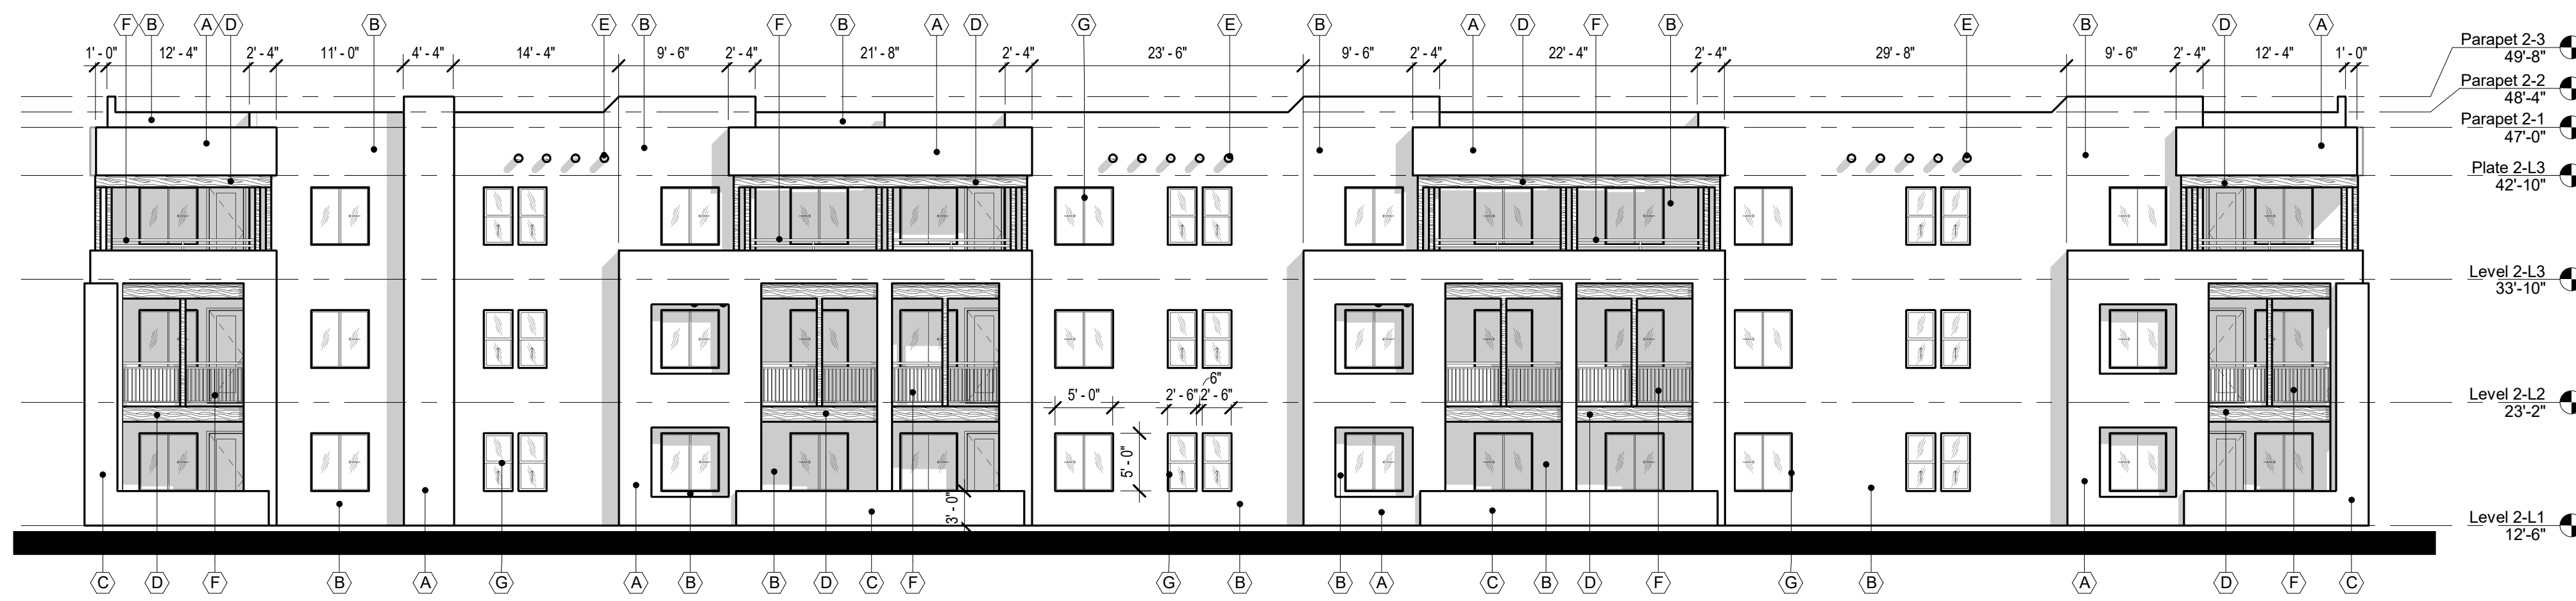 F B A D B E B F B A D G E B A D F B E B D A
1' - 0" 12' - 4" 2' - 4" 11' - 0" 4' - 4" 14' - 4" 9' - 6" 2' - 4" 21' - 8" 2' - 4" 23' - 6" 9' - 6" 2' - 4" 22' - 4" 2' - 4" 29' - 8" 9' - 6" 2' - 4" 12' - 4" 1' - 0"
Parapet 2-3
49'-8"
Parapet 2-2
48'-4"
Parapet 2-1
47'-0"
Plate 2-L3
42'-10"
Level 2-L3
33'-10"
6"
5' - 0" 2' - 6" 2' - 6"
Level 2-L2
23'-2"
5' - 0"
3' - 0"
Level 2-L1
12'-6"
C D F B A G A B B D C F G B B A C B D F G B A D F C